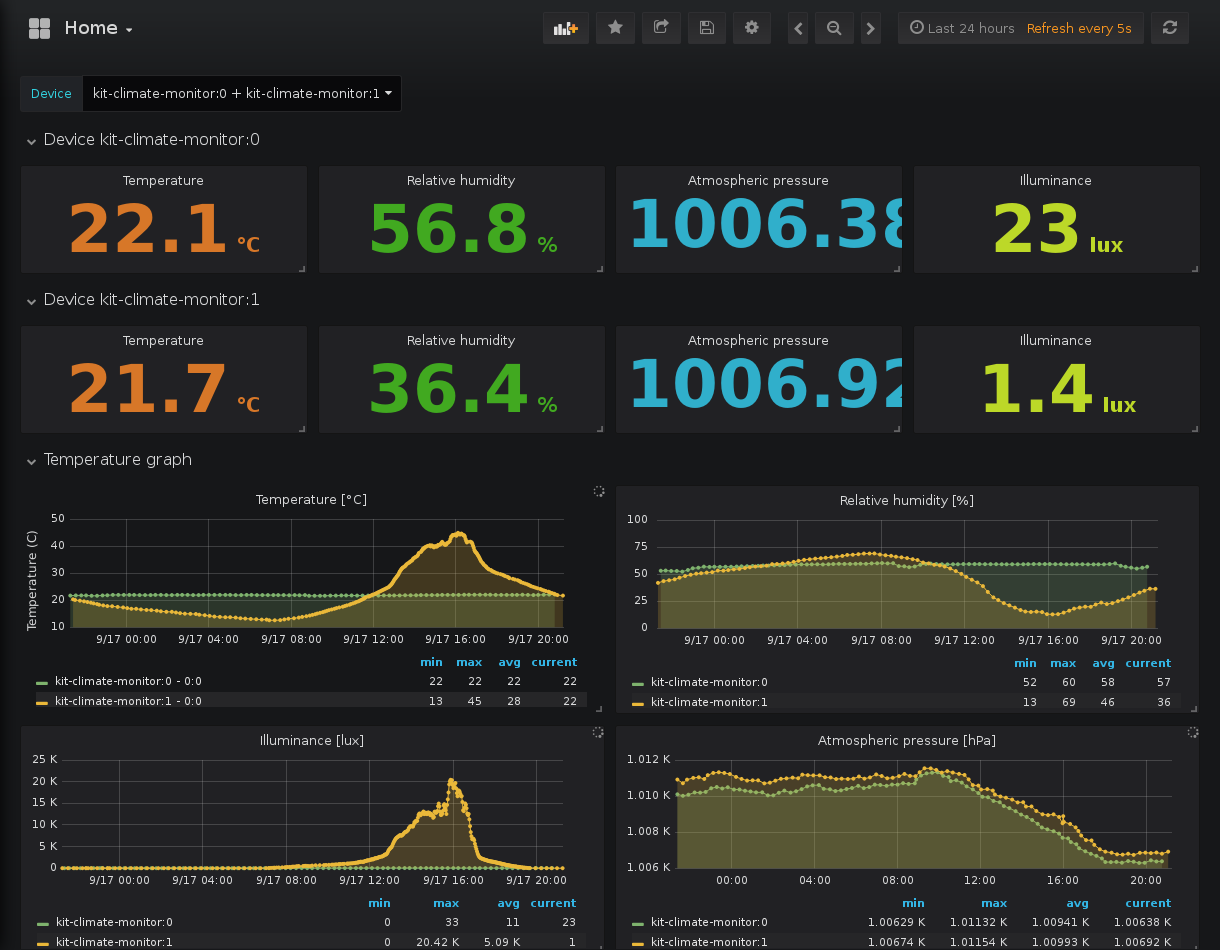 Home
Last 24 hours Refresh every 5s
Device kit-climate-monitor:0 + kit-climate-monitor:1
Device kit-climate-monitor:0
Temperature Relative humidity Atmospheric pressure Illuminance
22.1 °C 56.8 % 1006.38 23 lux
Device kit-climate-monitor:1
Temperature Relative humidity Atmospheric pressure Illuminance
21.7 °C 36.4 % 1006.92 1.4 lux
Temperature graph
Temperature [°C]
Temperature (C)
50
40
30
20
10
9/17 00:00 9/17 04:00 9/17 08:00 9/17 12:00 9/17 16:00 9/17 20:00
min max avg current
kit-climate-monitor:0 - 0:0 22 22 22 22
kit-climate-monitor:1 - 0:0 13 45 28 22
Relative humidity [%]
100
75
50
25
0
9/17 00:00 9/17 04:00 9/17 08:00 9/17 12:00 9/17 16:00 9/17 20:00
min max avg current
kit-climate-monitor:0 52 60 58 57
kit-climate-monitor:1 13 69 46 36
Illuminance [lux]
25 K
20 K
15 K
10 K
5 K
0
9/17 00:00 9/17 04:00 9/17 08:00 9/17 12:00 9/17 16:00 9/17 20:00
min max avg current
kit-climate-monitor:0 0 33 11 23
kit-climate-monitor:1 0 20.42 K 5.09 K 1
Atmospheric pressure [hPa]
1.012 K
1.010 K
1.008 K
1.006 K
00:00 04:00 08:00 12:00 16:00 20:00
min max avg current
kit-climate-monitor:0 1.00629 K 1.01132 K 1.00941 K 1.00638 K
kit-climate-monitor:1 1.00674 K 1.01154 K 1.00993 K 1.00692 K